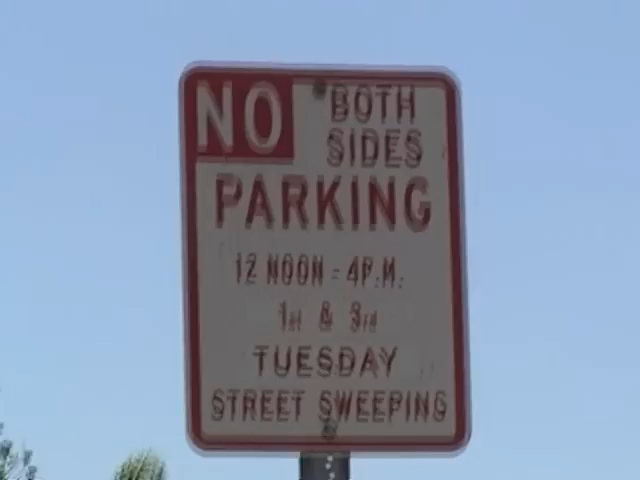 NO BOTH
SIDES
PARKING
12 NOON - 4P.M.
1st & 3rd
TUESDAY
STREET SWEEPING